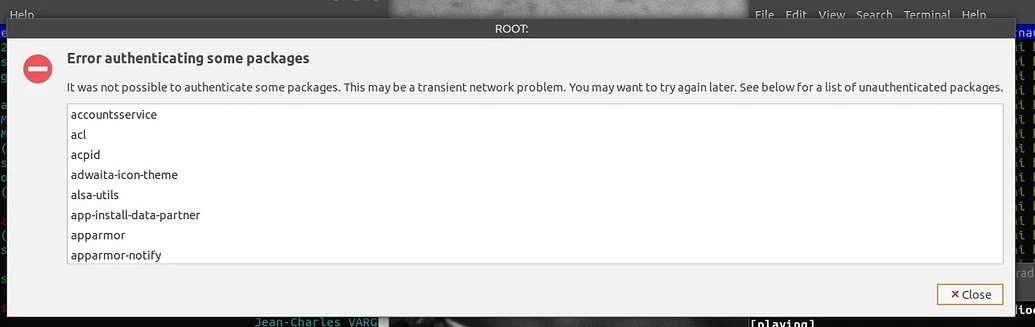 Help
File Edit View Search Terminal Help
ROOT:
Error authenticating some packages
It was not possible to authenticate some packages. This may be a transient network problem. You may want to try again later. See below for a list of unauthenticated packages.
accountsservice
acl
acpid
adwaita-icon-theme
alsa-utils
app-install-data-partner
apparmor
apparmor-notify
Close
Jean-Charles VARG
[playing]